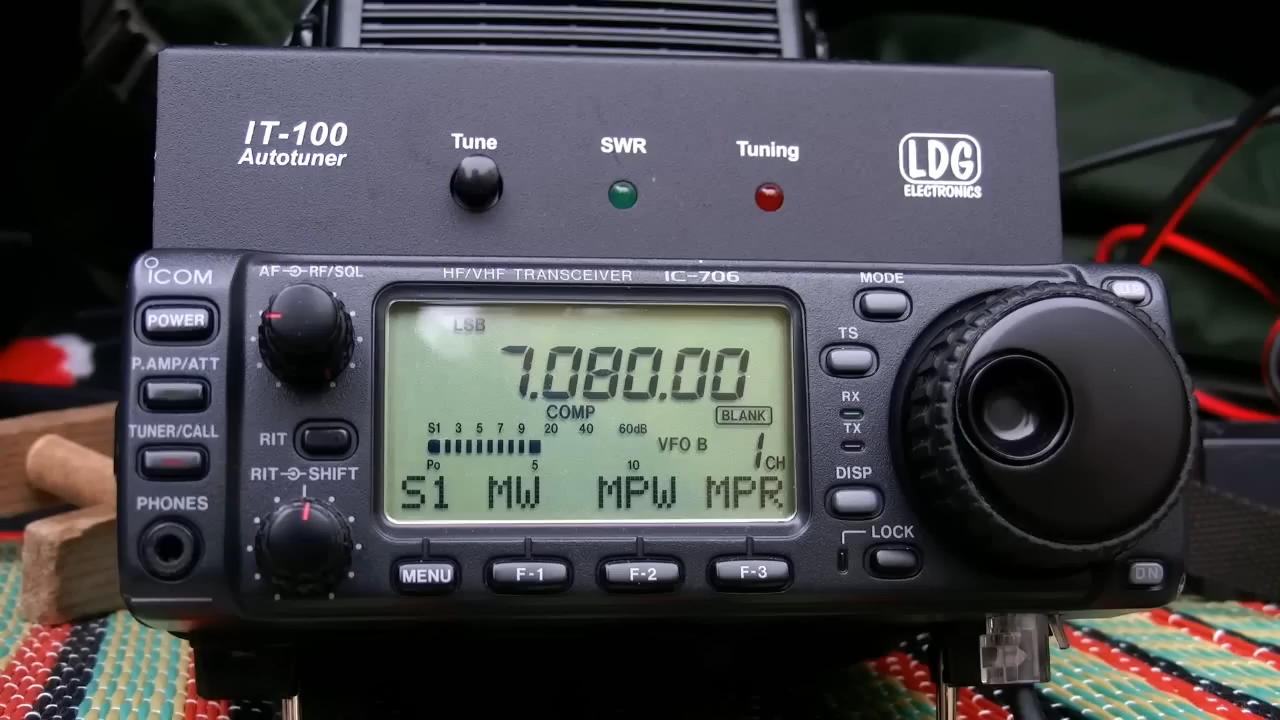 IT-100
Autotuner
Tune
SWR
Tuning
LDG
ELECTRONICS
ICOM
AF RF/SQL
HF/VHF TRANSCEIVER IC-706
MODE
POWER
P.AMP/ATT
TUNER/CALL
PHONES
RIT
RIT SHIFT
LSB
7.080.00
COMP
BLANK
S1 3 5 7 9 20 40 60dB
VFO B
1CH
Po 5 10
S1 MW MPW MPR
MENU
F-1
F-2
F-3
TS
RX
TX
DISP
LOCK
DN